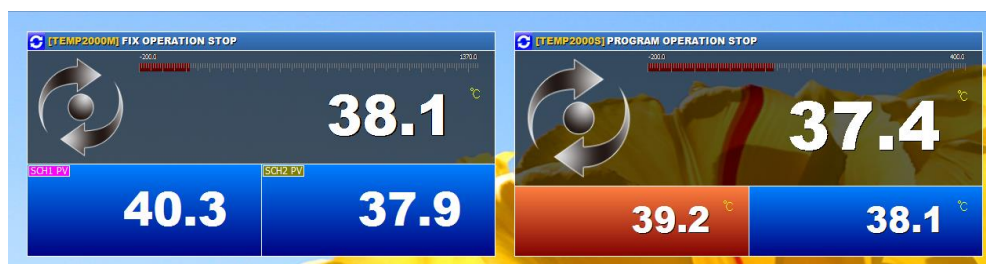 [TEMP2000M] FIX OPERATION STOP
-200.0 1370.0
38.1 ℃
SCH1 PV SCH2 PV
40.3 37.9
[TEMP2000S] PROGRAM OPERATION STOP
-200.0 400.0
37.4 ℃
39.2 ℃ 38.1 ℃